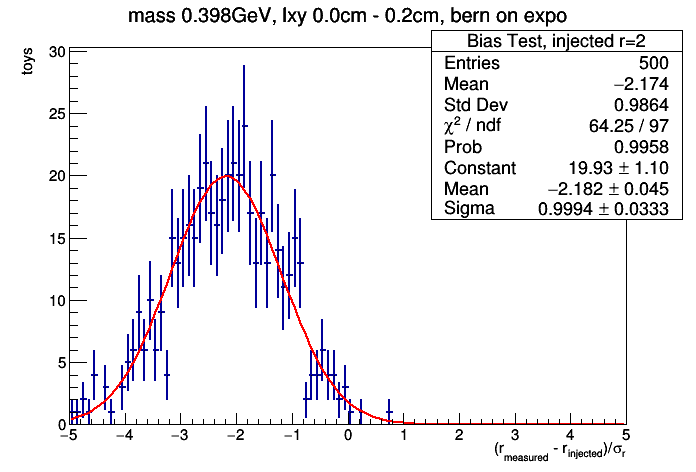 mass 0.398GeV, lxy 0.0cm - 0.2cm, bern on expo
Bias Test, injected r=2
Entries 500
Mean −2.174
Std Dev 0.9864
χ² / ndf 64.25 / 97
Prob 0.9958
Constant 19.93 ± 1.10
Mean −2.182 ± 0.045
Sigma 0.9994 ± 0.0333
toys
30
25
20
15
10
5
0
−5 −4 −3 −2 −1 0 1 2 3 4 5
(r_measured - r_injected)/σ_r